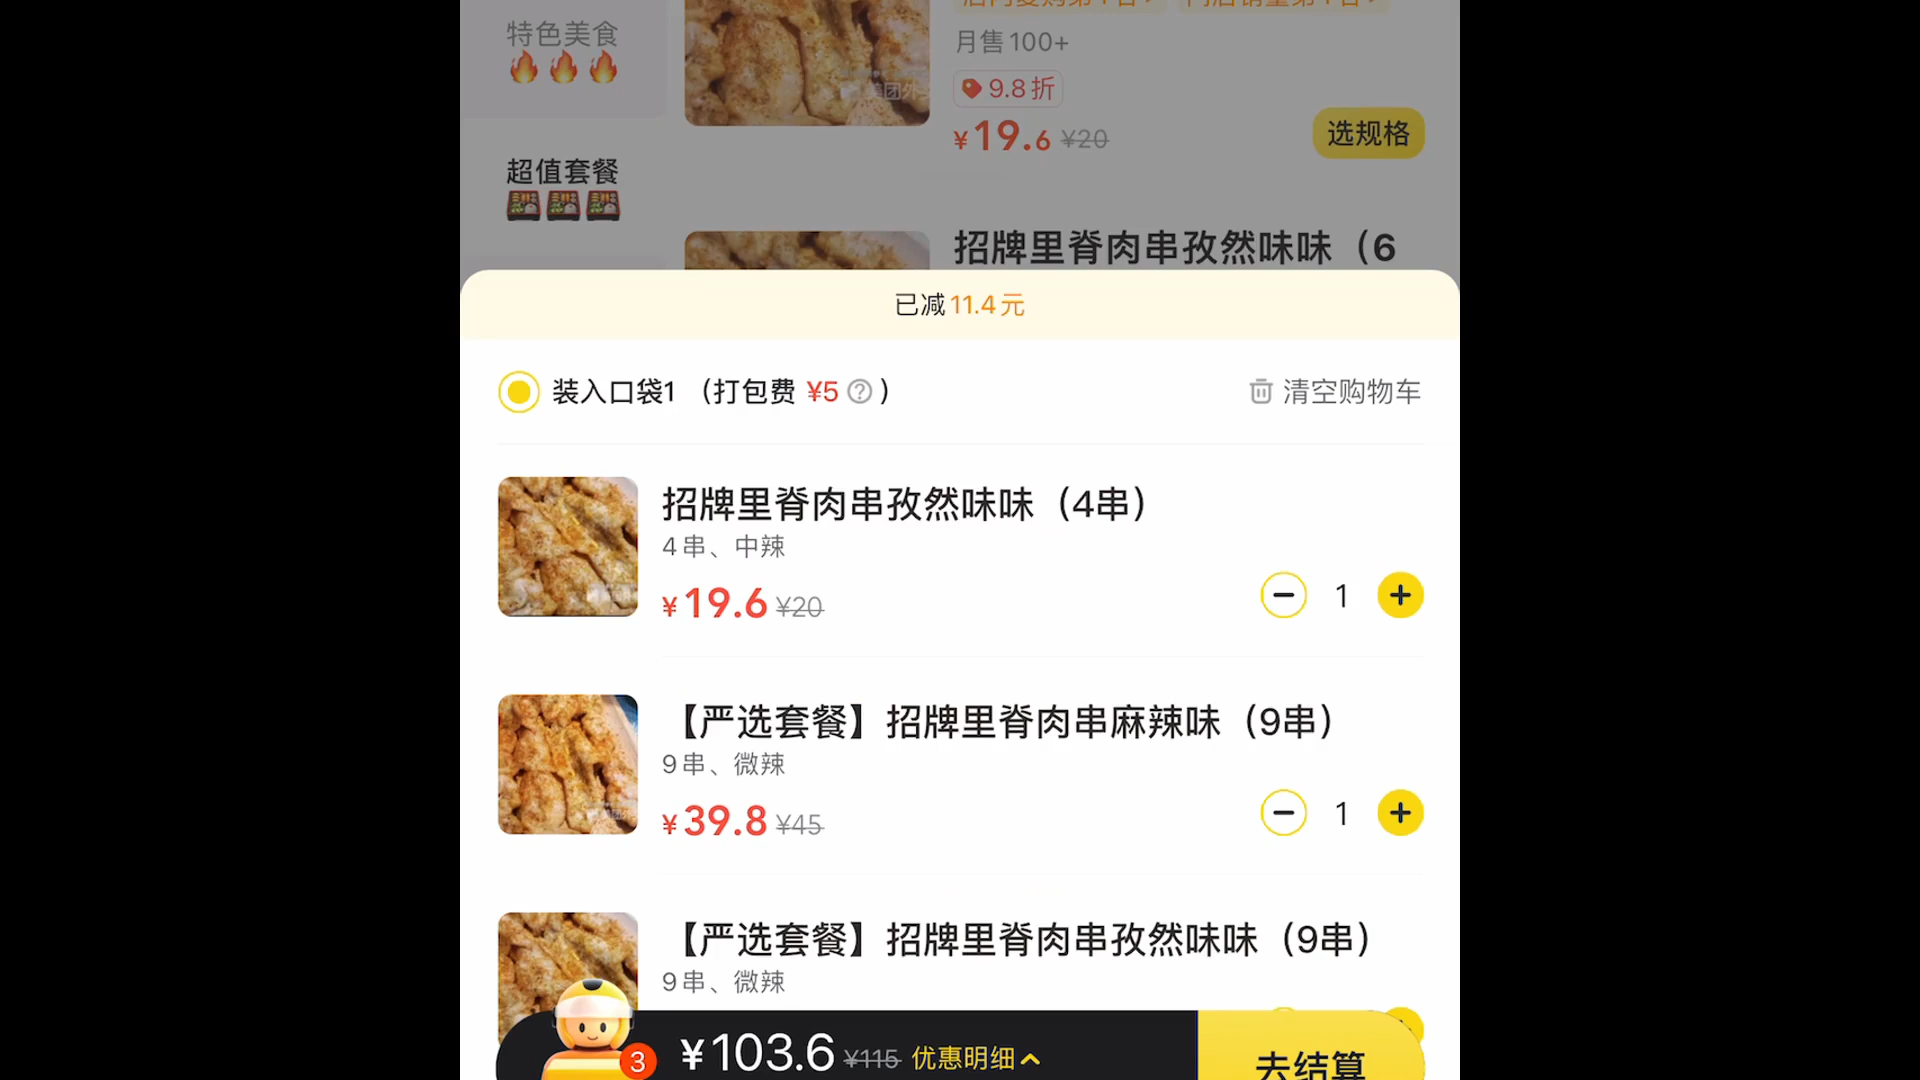 特色美食
月售100+
9.8折
¥19.6 ¥20
选规格
超值套餐
招牌里脊肉串孜然味味（6
已减11.4元
装入口袋1 （打包费 ¥5 ?）
清空购物车
招牌里脊肉串孜然味味（4串）
4串、中辣
¥19.6 ¥20
1
【严选套餐】招牌里脊肉串麻辣味（9串）
9串、微辣
¥39.8 ¥45
1
【严选套餐】招牌里脊肉串孜然味味（9串）
9串、微辣
3
¥103.6 ¥115 优惠明细
去结算